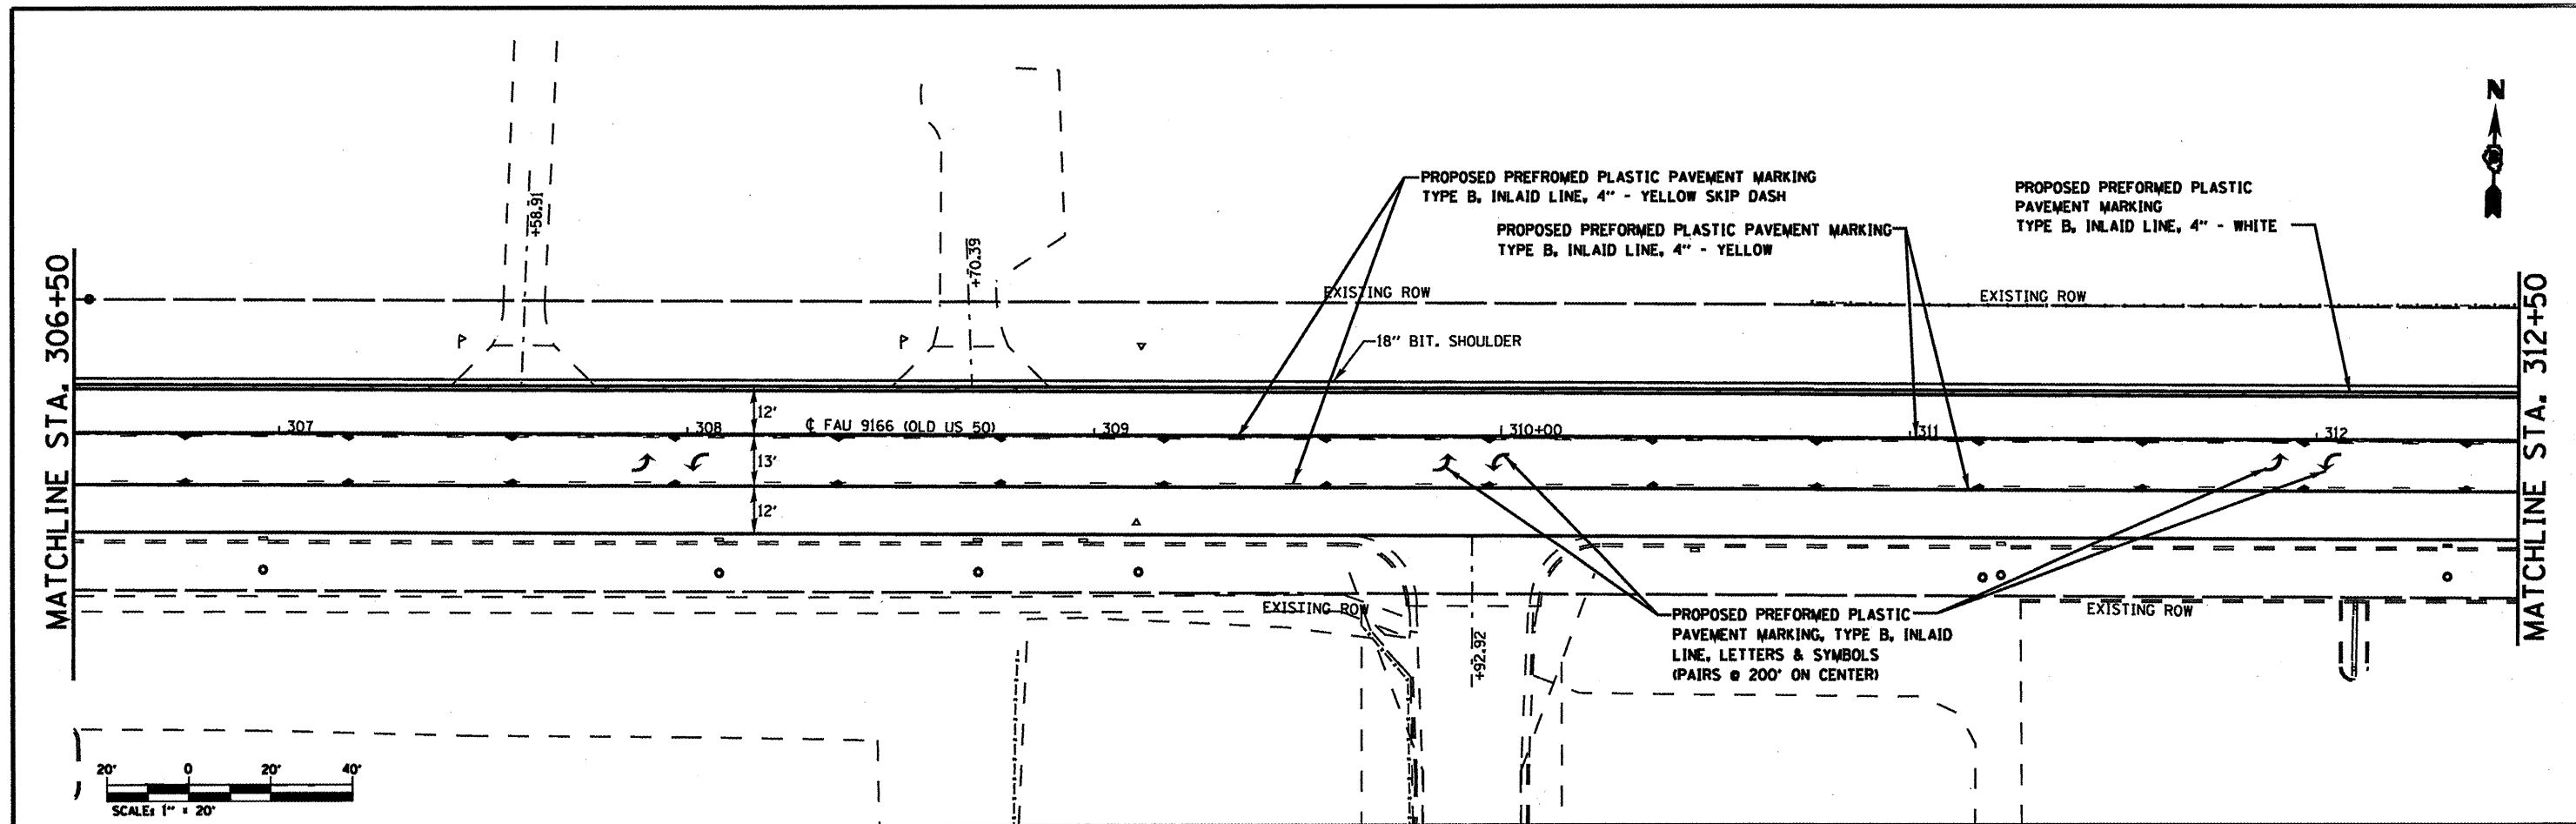 N
PROPOSED PREFROMED PLASTIC PAVEMENT MARKING
TYPE B, INLAID LINE, 4" - YELLOW SKIP DASH
PROPOSED PREFORMED PLASTIC
PAVEMENT MARKING
TYPE B, INLAID LINE, 4" - WHITE
PROPOSED PREFORMED PLASTIC PAVEMENT MARKING
TYPE B, INLAID LINE, 4" - YELLOW
+58.91
+70.39
MATCHLINE STA. 306+50
MATCHLINE STA. 312+50
EXISTING ROW
EXISTING ROW
P
P
18" BIT. SHOULDER
12'
307
308
℄ FAU 9166 (OLD US 50)
309
310+00
311
312
13'
12'
EXISTING ROW
EXISTING ROW
+92.92
PROPOSED PREFORMED PLASTIC
PAVEMENT MARKING, TYPE B, INLAID
LINE, LETTERS & SYMBOLS
(PAIRS @ 200' ON CENTER)
20' 0 20' 40'
SCALE: 1" = 20'